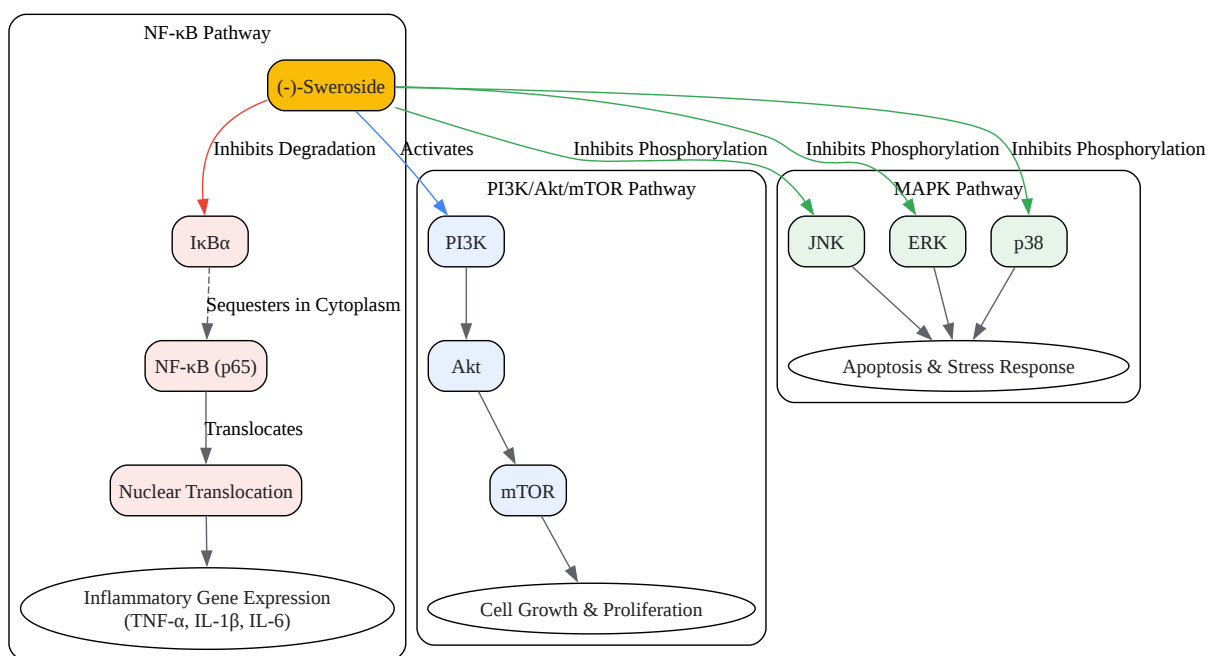 NF-κB Pathway
(-)-Sweroside
Inhibits Degradation
Activates
Inhibits Phosphorylation
Inhibits Phosphorylation
Inhibits Phosphorylation
PI3K/Akt/mTOR Pathway
MAPK Pathway
IκBα
PI3K
JNK
ERK
p38
Sequesters in Cytoplasm
NF-κB (p65)
Akt
Apoptosis & Stress Response
Translocates
Nuclear Translocation
mTOR
Inflammatory Gene Expression
(TNF-α, IL-1β, IL-6)
Cell Growth & Proliferation